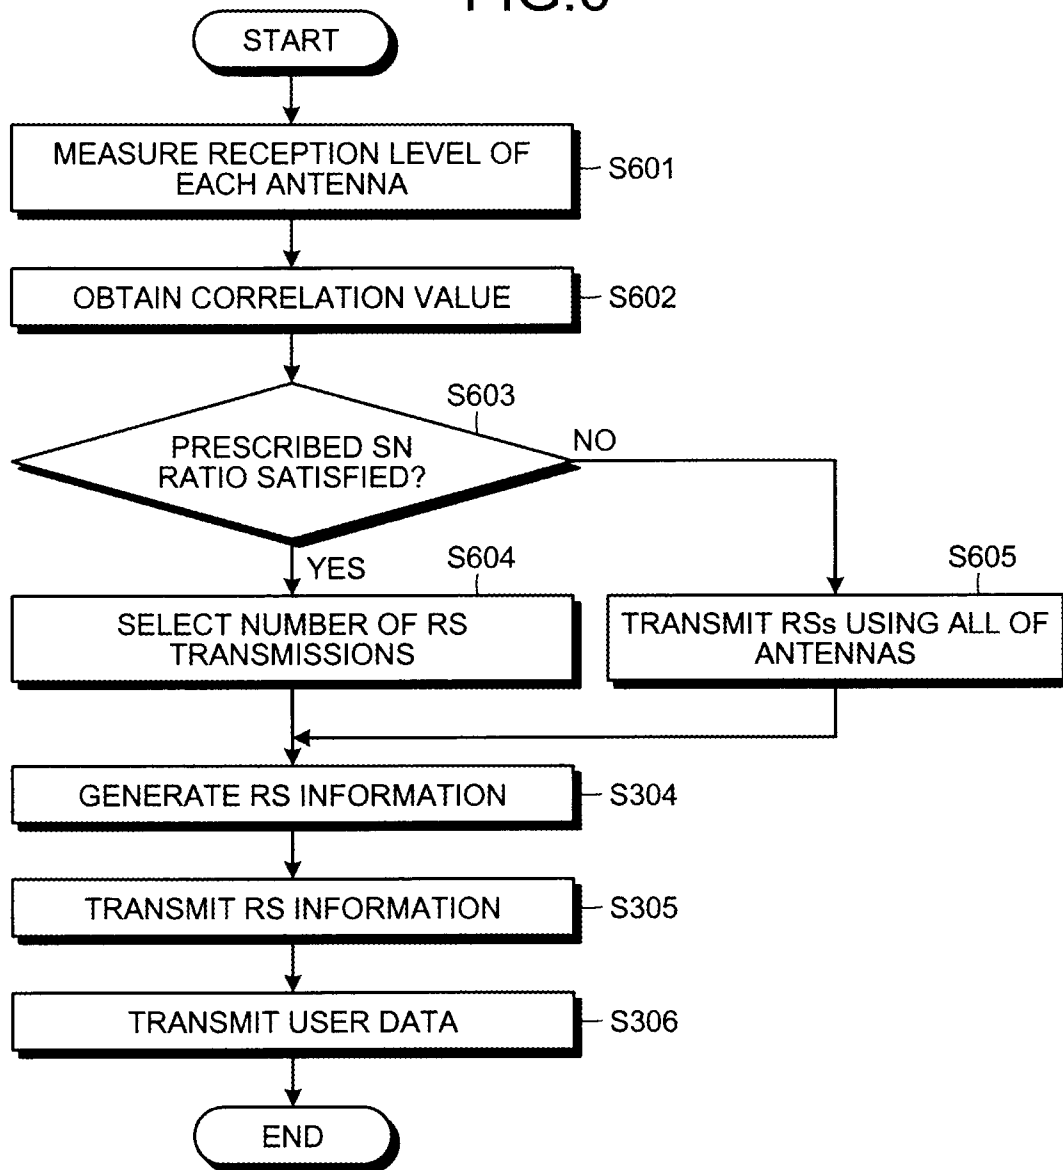 START
MEASURE RECEPTION LEVEL OF
EACH ANTENNA
S601
OBTAIN CORRELATION VALUE
S602
S603
PRESCRIBED SN
RATIO SATISFIED?
NO
YES
S604
SELECT NUMBER OF RS
TRANSMISSIONS
S605
TRANSMIT RSs USING ALL OF
ANTENNAS
GENERATE RS INFORMATION
S304
TRANSMIT RS INFORMATION
S305
TRANSMIT USER DATA
S306
END